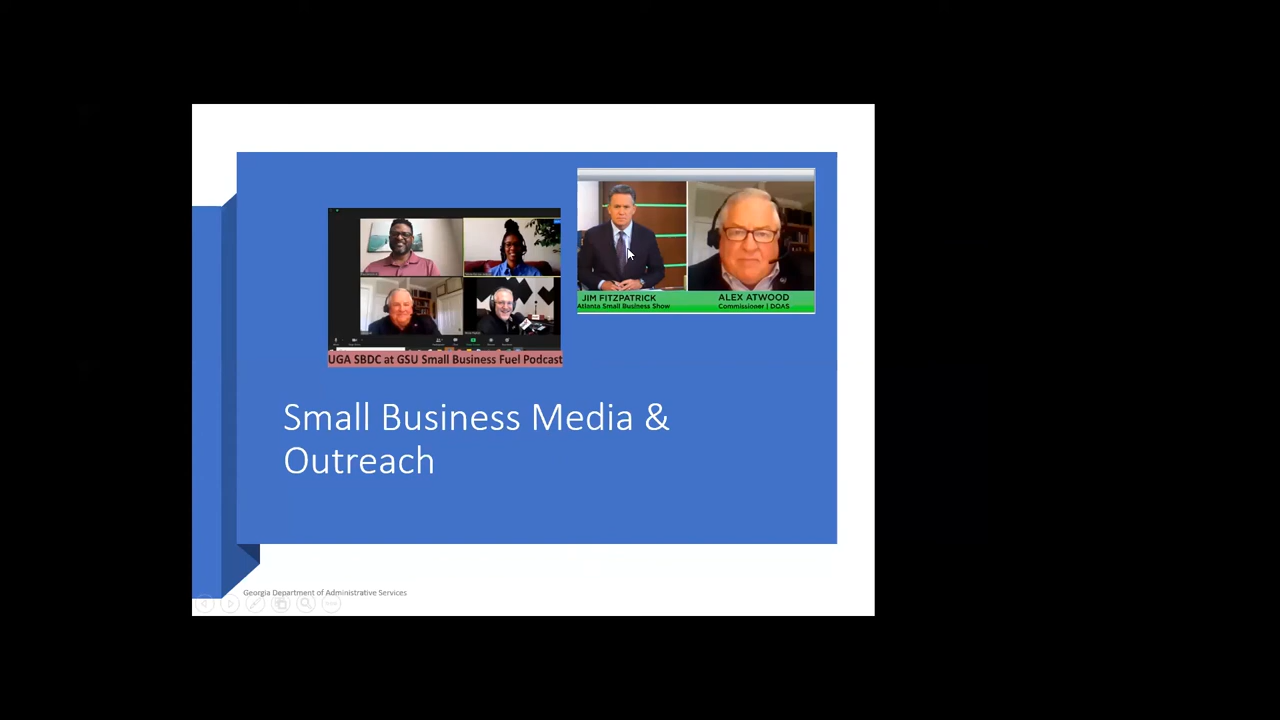 JIM FITZPATRICK
Atlanta Small Business Show
ALEX ATWOOD
Commissioner | DOAS
UGA SBDC at GSU Small Business Fuel Podcast
Small Business Media &
Outreach
Georgia Department of Administrative Services